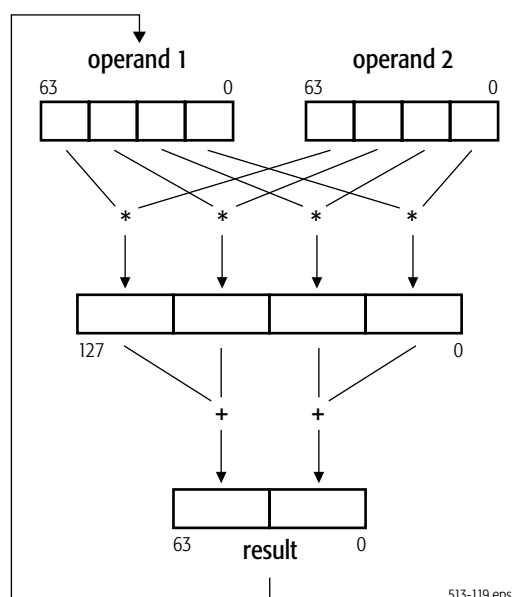 operand 1 operand 2
63 0 63 0
* * * *
127 0
+ +
63 result 0
513-119.eps